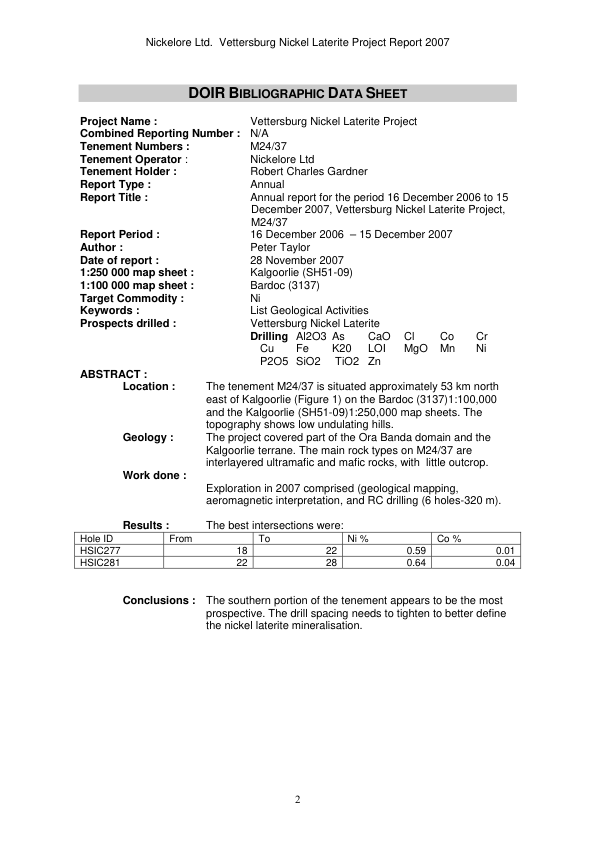 Nickelore Ltd.  Vettersburg Nickel Laterite Project Report 2007
DOIR BIBLIOGRAPHIC DATA SHEET
Project Name : Vettersburg Nickel Laterite Project
Combined Reporting Number : N/A
Tenement Numbers : M24/37
Tenement Operator : Nickelore Ltd
Tenement Holder : Robert Charles Gardner
Report Type : Annual
Report Title : Annual report for the period 16 December 2006 to 15
December 2007, Vettersburg Nickel Laterite Project,
M24/37
Report Period : 16 December 2006  – 15 December 2007
Author : Peter Taylor
Date of report : 28 November 2007
1:250 000 map sheet : Kalgoorlie (SH51-09)
1:100 000 map sheet : Bardoc (3137)
Target Commodity : Ni
Keywords : List Geological Activities
Prospects drilled : Vettersburg Nickel Laterite
Drilling Al2O3 As CaO Cl Co Cr
Cu Fe K20 LOI MgO Mn Ni
P2O5 SiO2 TiO2 Zn
ABSTRACT :
Location : The tenement M24/37 is situated approximately 53 km north
east of Kalgoorlie (Figure 1) on the Bardoc (3137)1:100,000
and the Kalgoorlie (SH51-09)1:250,000 map sheets. The
topography shows low undulating hills.
Geology : The project covered part of the Ora Banda domain and the
Kalgoorlie terrane. The main rock types on M24/37 are
interlayered ultramafic and mafic rocks, with  little outcrop.
Work done :
Exploration in 2007 comprised (geological mapping,
aeromagnetic interpretation, and RC drilling (6 holes-320 m).
Results : The best intersections were:
Hole ID From To Ni % Co %
HSIC277 18 22 0.59 0.01
HSIC281 22 28 0.64 0.04
Conclusions : The southern portion of the tenement appears to be the most
prospective. The drill spacing needs to tighten to better define
the nickel laterite mineralisation.
2